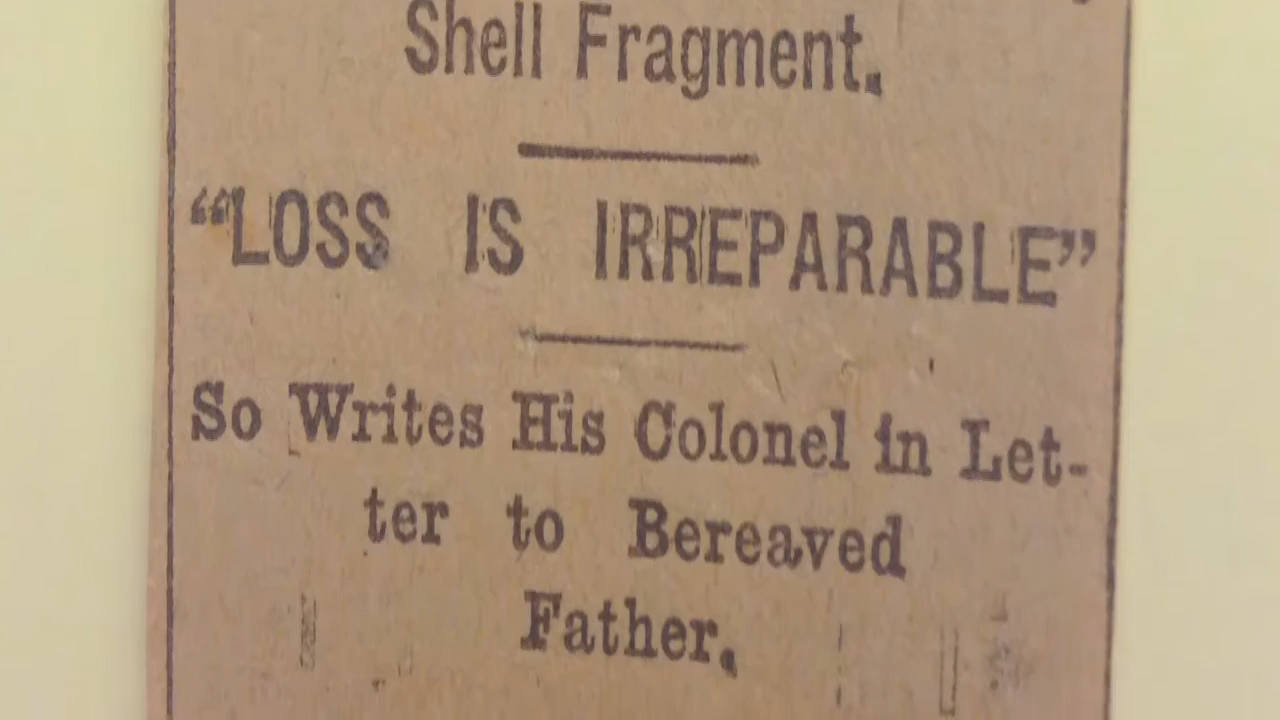 Shell Fragment.
“LOSS IS IRREPARABLE”
So Writes His Colonel in Let-
ter to Bereaved
Father.